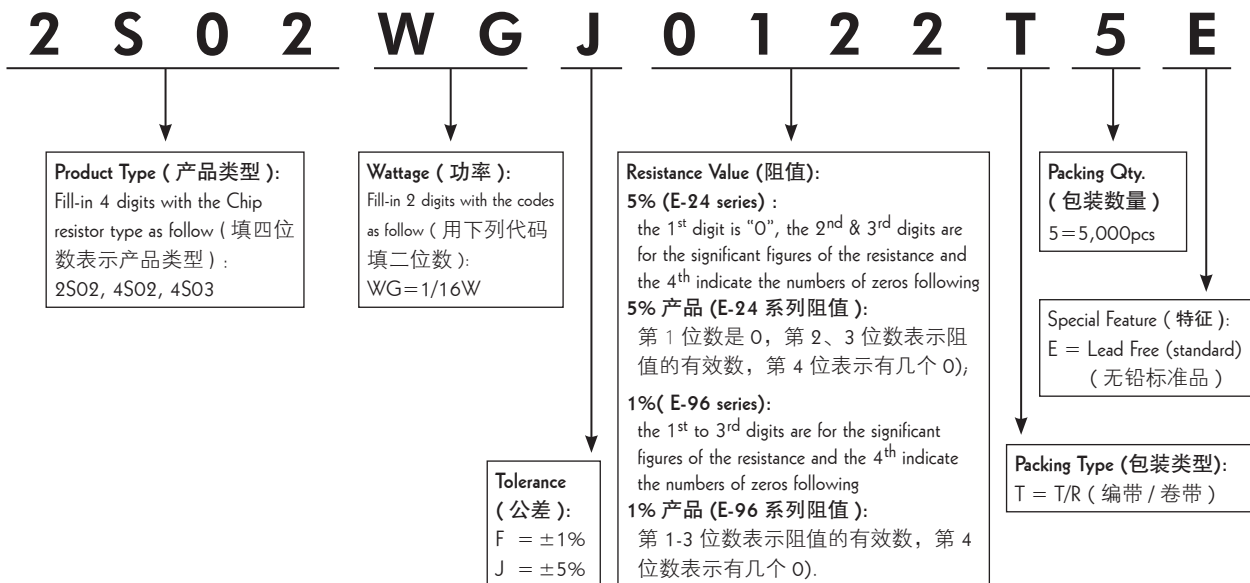 2 S 0 2 W G J 0 1 2 2 T 5 E
Product Type ( 产品类型 ) :
Fill-in 4 digits with the Chip
resistor type as follow ( 填四位
数表示产品类型 ) :
2S02, 4S02, 4S03
Wattage ( 功率 ) :
Fill-in 2 digits with the codes
as follow ( 用下列代码
填二位数 ) :
WG=1/16W
Tolerance
( 公差 ) :
F = ±1%
J = ±5%
Resistance Value (阻值) :
5% (E-24 series) :
the 1st digit is “0”, the 2nd & 3rd digits are
for the significant figures of the resistance and
the 4th indicate the numbers of zeros following
5% 产品 (E-24 系列阻值 ) :
第 1 位数是 0，第 2、3 位数表示阻
值的有效数，第 4 位表示有几个 0);
1%( E-96 series):
the 1st to 3rd digits are for the significant
figures of the resistance and the 4th indicate
the numbers of zeros following
1% 产品 (E-96 系列阻值 ) :
第 1-3 位数表示阻值的有效数，第 4
位数表示有几个 0).
Packing Qty.
( 包装数量 )
5=5,000pcs
Special Feature ( 特征 ) :
E = Lead Free (standard)
( 无铅标准品 )
Packing Type (包装类型) :
T = T/R ( 编带 / 卷带 )